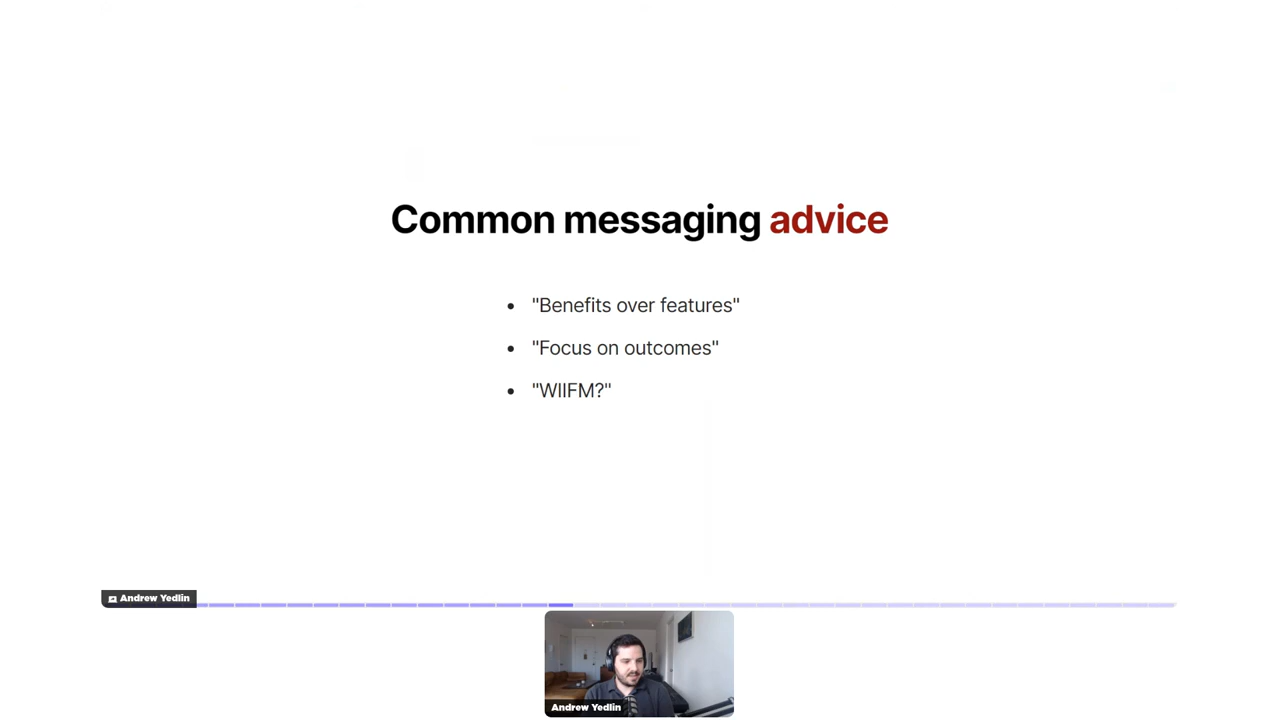 Common messaging advice
• "Benefits over features"
• "Focus on outcomes"
• "WIIFM?"
Andrew Yedlin
Andrew Yedlin